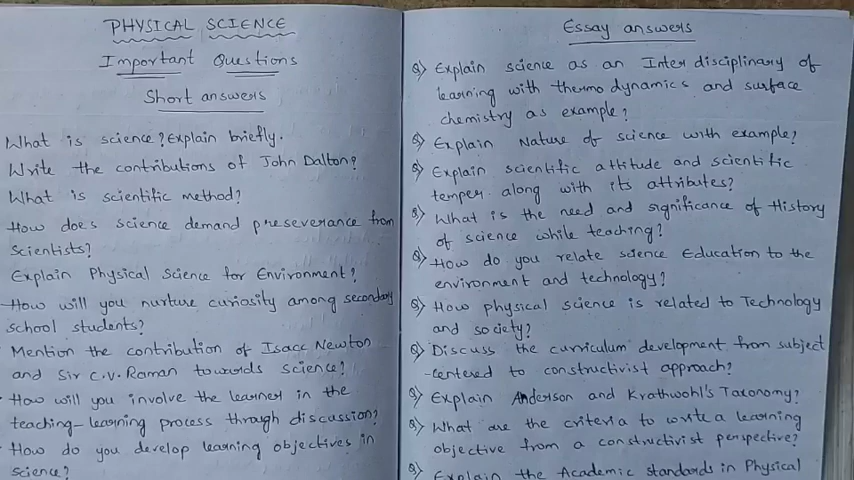 PHYSICAL SCIENCE
Important Questions
Short answers
What is science? Explain briefly.
Write the contributions of John Dalton?
What is scientific method?
How does science demand preseverance from
scientists?
Explain Physical Science for Environment?
How will you nurture curiosity among secondary
school students?
Mention the contribution of Isacc Newton
and Sir C.V. Raman towards science?
How will you involve the learner in the
teaching-learning process through discussion?
How do you develop learning objectives in
science?
Essay answers
Q) Explain science as an Inter disciplinary of
learning with thermo dynamics and surface
chemistry as example?
Q) Explain Nature of science with example?
Q) Explain scientific attitude and scientific
temper along with its attributes?
Q) What is the need and significance of History
of science while teaching?
Q) How do you relate science Education to the
environment and technology?
Q) How physical science is related to Technology
and society?
Q) Discuss the curriculum development from subject
-centered to constructivist approach?
Q) Explain Anderson and Krathwohl's Taxonomy?
Q) What are the criteria to write a learning
objective from a constructivist perspective?
Q) Explain the Academic standards in Physical